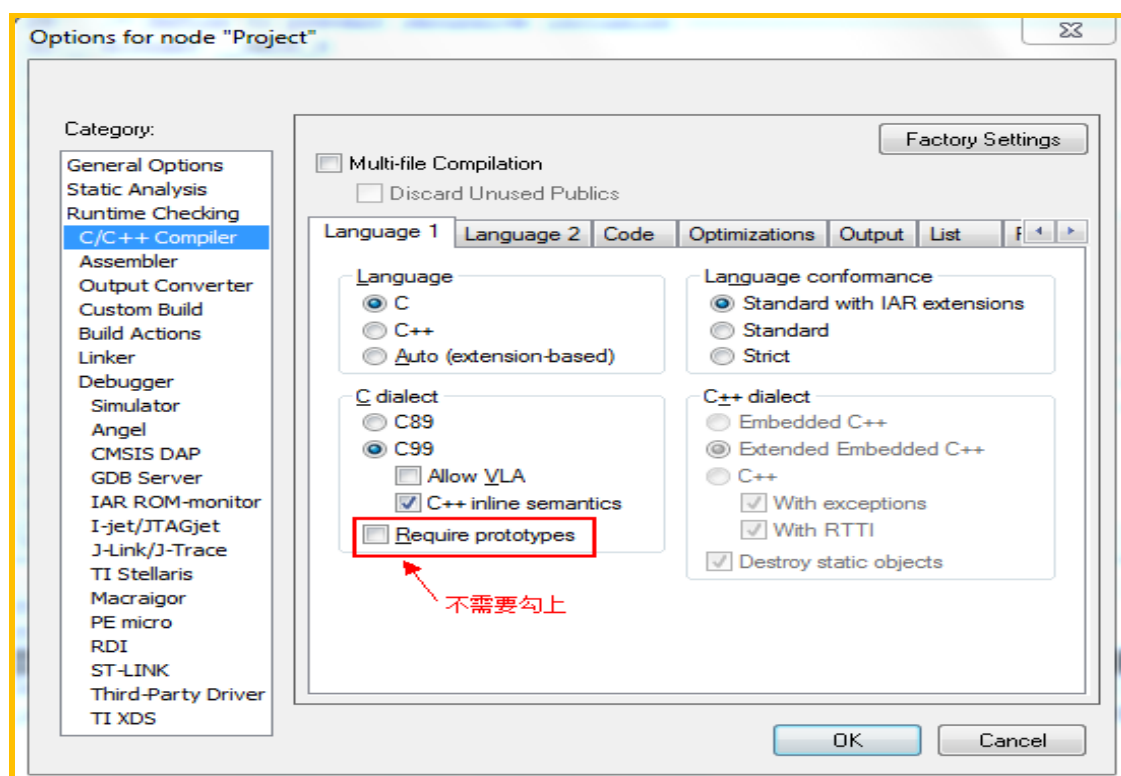 Options for node "Project"
Category:
General Options
Static Analysis
Runtime Checking
C/C++ Compiler
Assembler
Output Converter
Custom Build
Build Actions
Linker
Debugger
Simulator
Angel
CMSIS DAP
GDB Server
IAR ROM-monitor
I-jet/JTAGjet
J-Link/J-Trace
TI Stellaris
Macraigor
PE micro
RDI
ST-LINK
Third-Party Driver
TI XDS
Factory Settings
Multi-file Compilation
Discard Unused Publics
Language 1 Language 2 Code Optimizations Output List
Language
C
C++
Auto (extension-based)
Language conformance
Standard with IAR extensions
Standard
Strict
C dialect
C89
C99
Allow VLA
C++ inline semantics
Require prototypes
C++ dialect
Embedded C++
Extended Embedded C++
C++
With exceptions
With RTTI
Destroy static objects
不需要勾上
OK Cancel